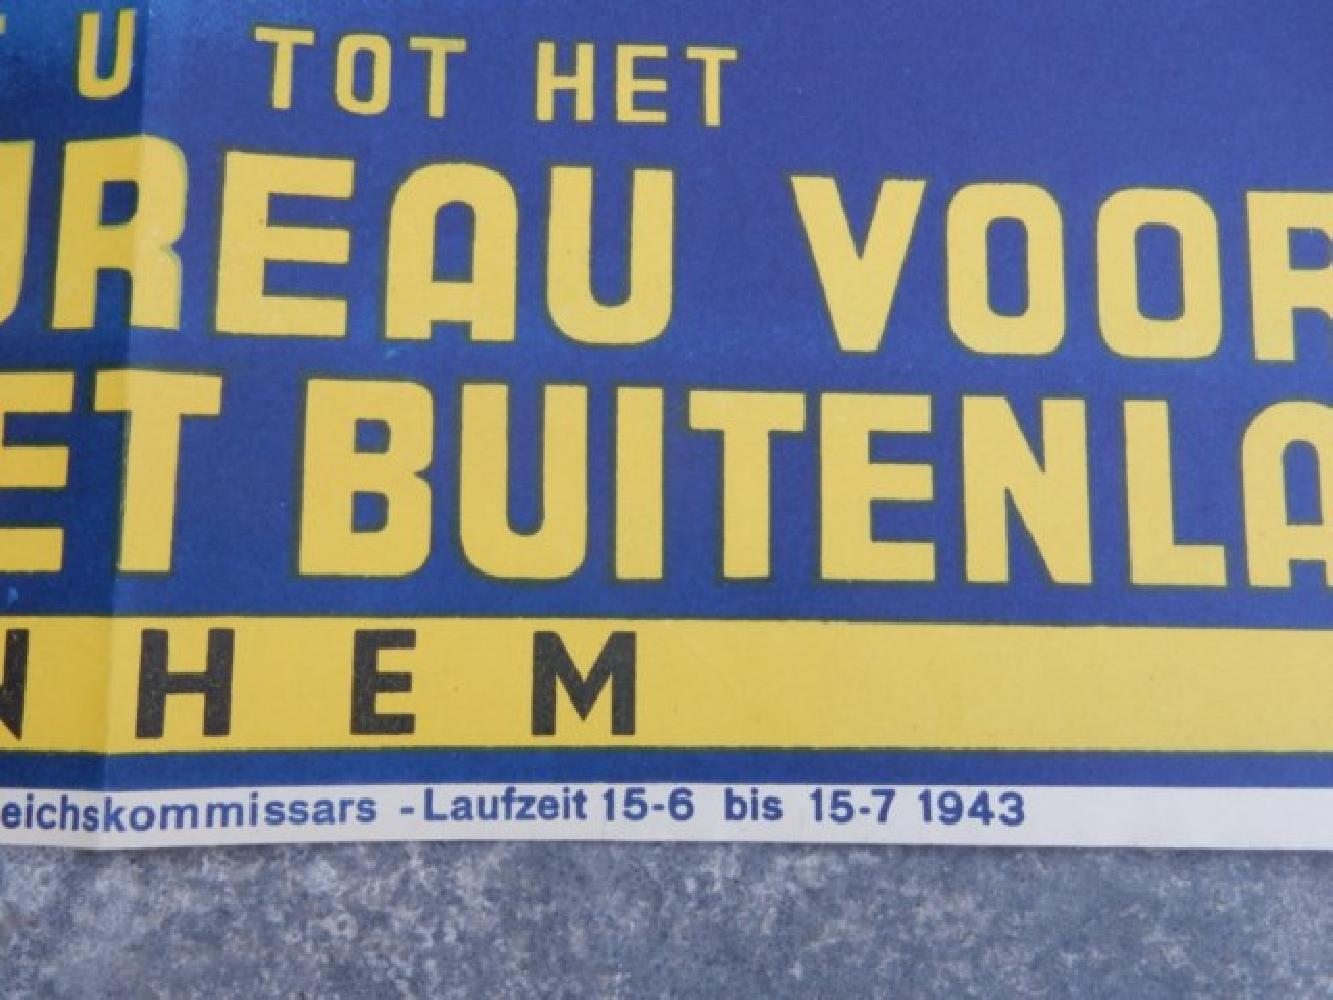 U TOT HET
UREAU VOOR
ET BUITENLA
NHEM
eichskommissars - Laufzeit 15-6 bis 15-7 1943